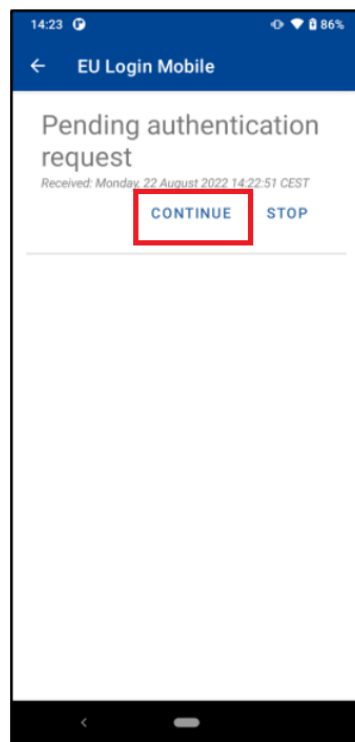 14:23 86%
EU Login Mobile
Pending authentication
request
Received: Monday, 22 August 2022 14:22:51 CEST
CONTINUE STOP